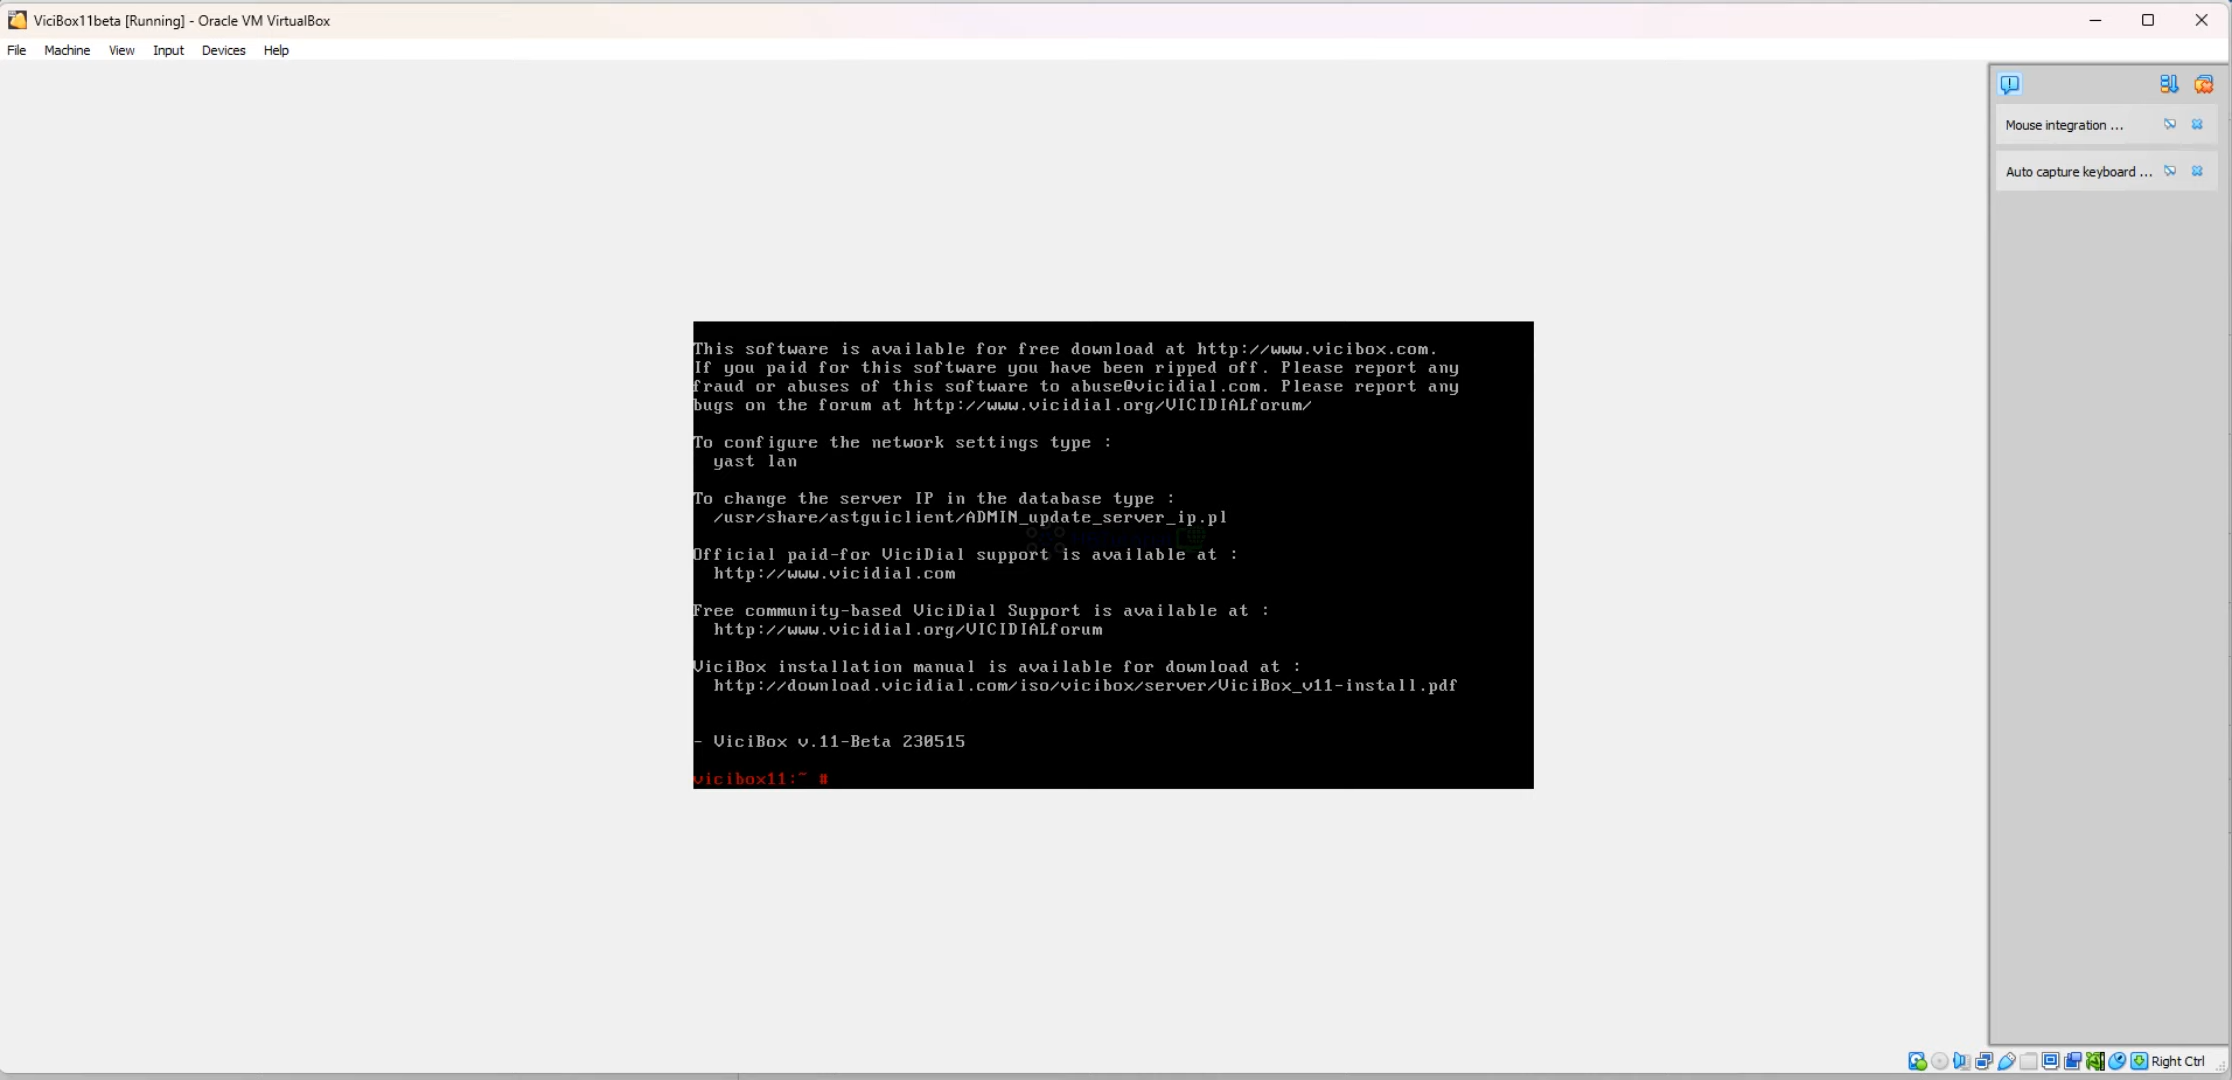 ViciBox11beta [Running] - Oracle VM VirtualBox
File Machine View Input Devices Help
Mouse integration ...
Auto capture keyboard ...
This software is available for free download at http://www.vicibox.com.
If you paid for this software you have been ripped off. Please report any
fraud or abuses of this software to abuse@vicidial.com. Please report any
bugs on the forum at http://www.vicidial.org/VICIDIALforum/
To configure the network settings type :
yast lan
To change the server IP in the database type :
/usr/share/astguiclient/ADMIN_update_server_ip.pl
Official paid-for ViciDial support is available at :
http://www.vicidial.com
Free community-based ViciDial Support is available at :
http://www.vicidial.org/VICIDIALforum
ViciBox installation manual is available for download at :
http://download.vicidial.com/iso/vicibox/server/ViciBox_v11-install.pdf
- ViciBox v.11-Beta 230515
vicibox11:~ #
Right Ctrl